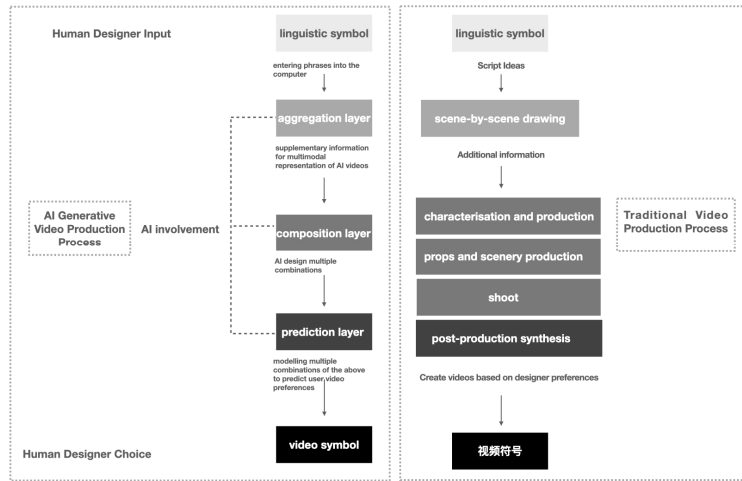 Human Designer Input
linguistic symbol
entering phrases into the
computer
aggregation layer
supplementary information
for multimodal
representation of AI videos
AI Generative
Video Production
Process
AI involvement
composition layer
AI design multiple
combinations
prediction layer
modelling multiple
combinations of the above
to predict user video
preferences
video symbol
Human Designer Choice
linguistic symbol
Script Ideas
scene-by-scene drawing
Additional information
characterisation and production
props and scenery production
shoot
post-production synthesis
Traditional Video
Production Process
Create videos based on designer preferences
视频符号